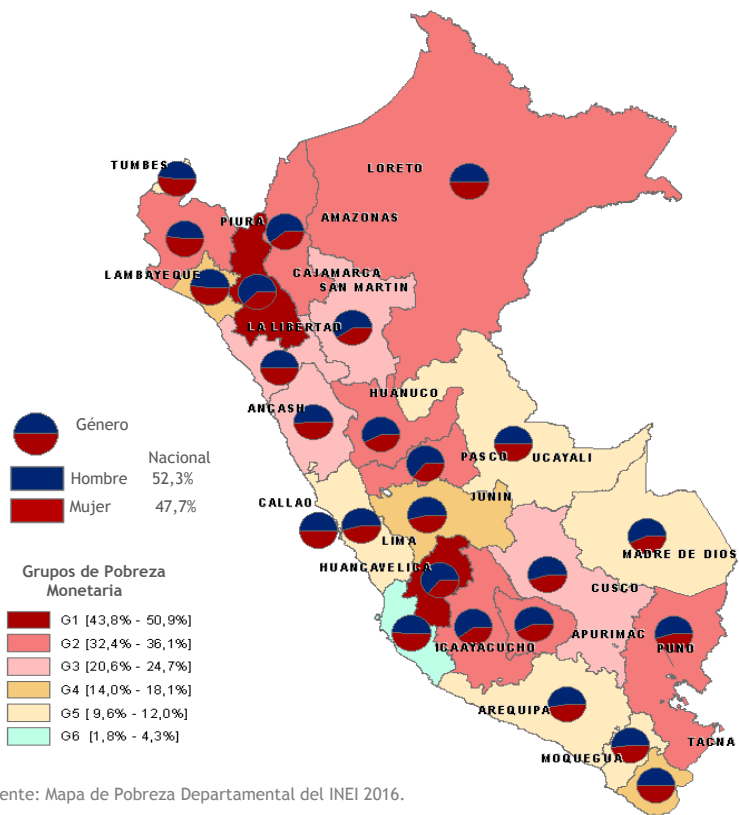 TUMBES
LORETO
PIURA
AMAZONAS
LAMBAYEQUE
CAJAMARCA
SAN MARTIN
LA LIBERTAD
HUANUCO
ANCASH
Género
Nacional
Hombre 52,3%
Mujer 47,7%
PASCO
UCAYALI
JUNIN
CALLAO
LIMA
MADRE DE DIOS
HUANCAVELICA
CUSCO
Grupos de Pobreza
Monetaria
G1 [43,8% - 50,9%]
G2 [32,4% - 36,1%]
G3 [20,6% - 24,7%]
G4 [14,0% - 18,1%]
G5 [ 9,6% - 12,0%]
G6 [1,8% - 4,3%]
APURIMAC
ICA
AYACUCHO
PUNO
AREQUIPA
MOQUEGUA
TACNA
ente: Mapa de Pobreza Departamental del INEI 2016.